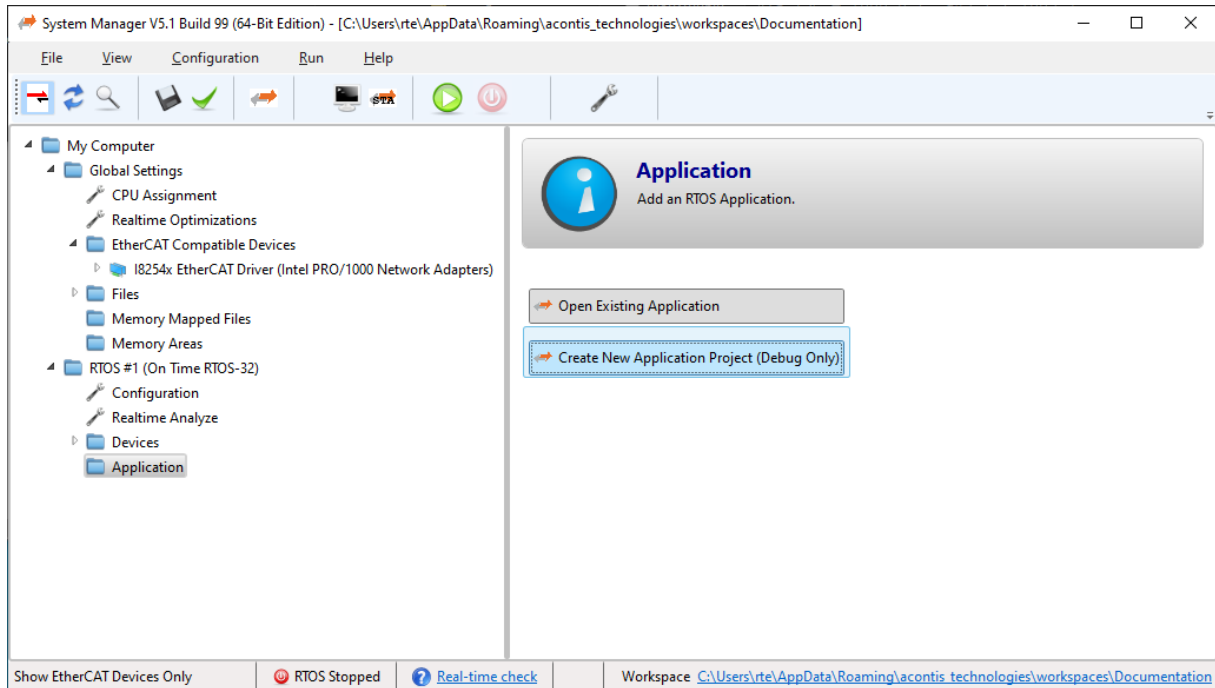 System Manager V5.1 Build 99 (64-Bit Edition) - [C:\Users\rte\AppData\Roaming\acontis_technologies\workspaces\Documentation]
File View Configuration Run Help
STA
My Computer
Global Settings
CPU Assignment
Realtime Optimizations
EtherCAT Compatible Devices
I8254x EtherCAT Driver (Intel PRO/1000 Network Adapters)
Files
Memory Mapped Files
Memory Areas
RTOS #1 (On Time RTOS-32)
Configuration
Realtime Analyze
Devices
Application
Application
Add an RTOS Application.
Open Existing Application
Create New Application Project (Debug Only)
Show EtherCAT Devices Only RTOS Stopped Real-time check Workspace C:\Users\rte\AppData\Roaming\acontis_technologies\workspaces\Documentation